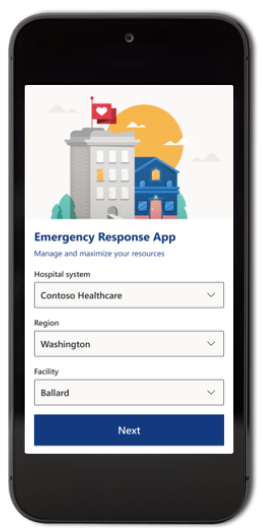 Emergency Response App
Manage and maximize your resources
Hospital system
Contoso Healthcare
Region
Washington
Facility
Ballard
Next